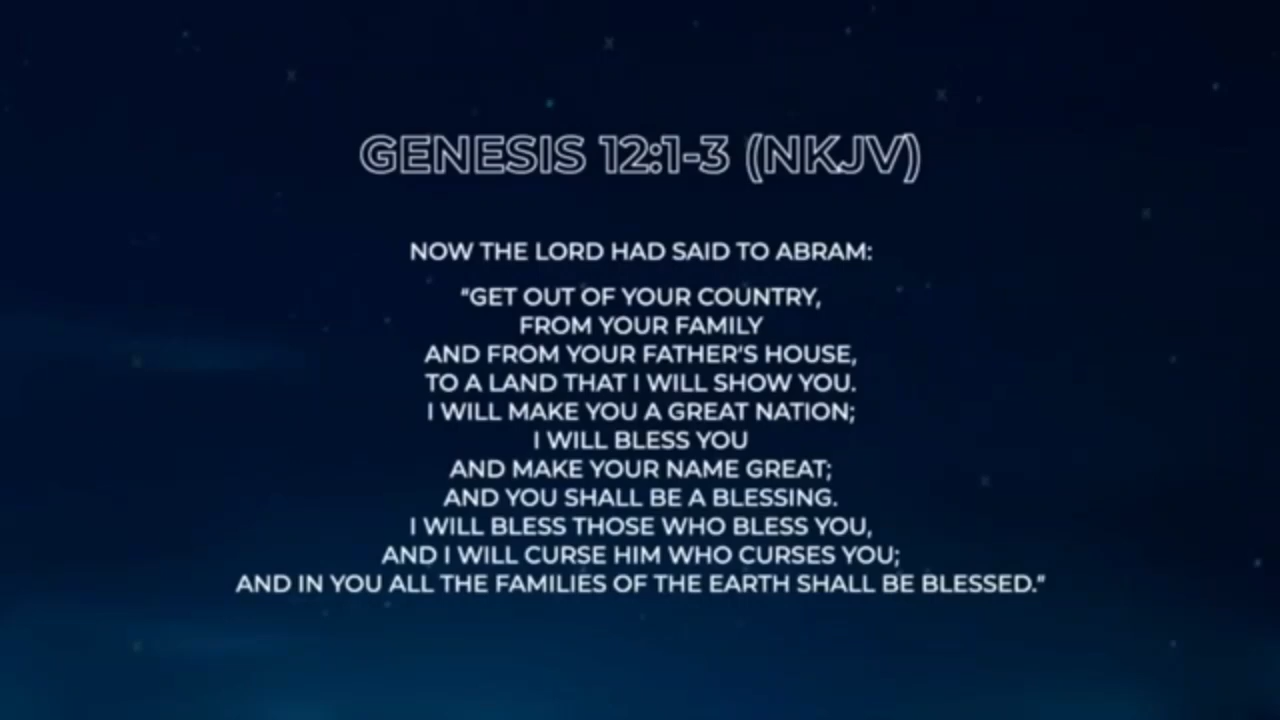 GENESIS 12:1-3 (NKJV)
NOW THE LORD HAD SAID TO ABRAM:
“GET OUT OF YOUR COUNTRY,
FROM YOUR FAMILY
AND FROM YOUR FATHER’S HOUSE,
TO A LAND THAT I WILL SHOW YOU.
I WILL MAKE YOU A GREAT NATION;
I WILL BLESS YOU
AND MAKE YOUR NAME GREAT;
AND YOU SHALL BE A BLESSING.
I WILL BLESS THOSE WHO BLESS YOU,
AND I WILL CURSE HIM WHO CURSES YOU;
AND IN YOU ALL THE FAMILIES OF THE EARTH SHALL BE BLESSED.”